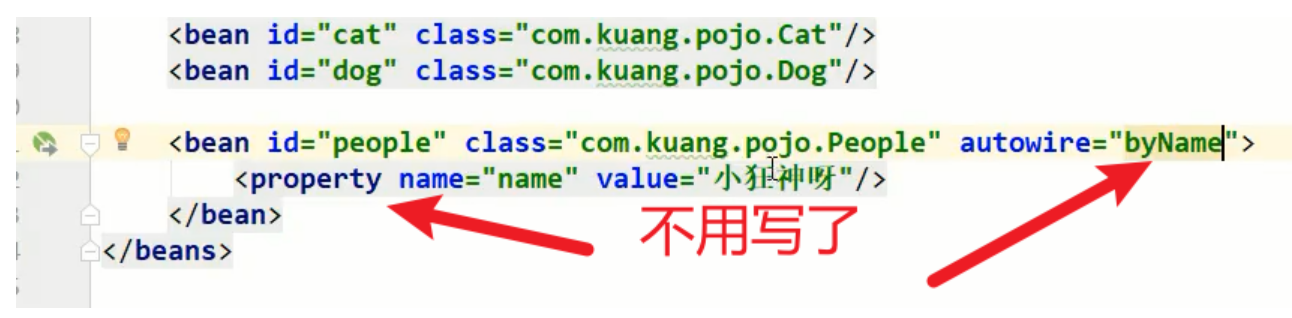 <bean id="cat" class="com.kuang.pojo.Cat"/>
<bean id="dog" class="com.kuang.pojo.Dog"/>
<bean id="people" class="com.kuang.pojo.People" autowire="byName">
<property name="name" value="小狂神呀"/>
</bean>
不用写了
</beans>